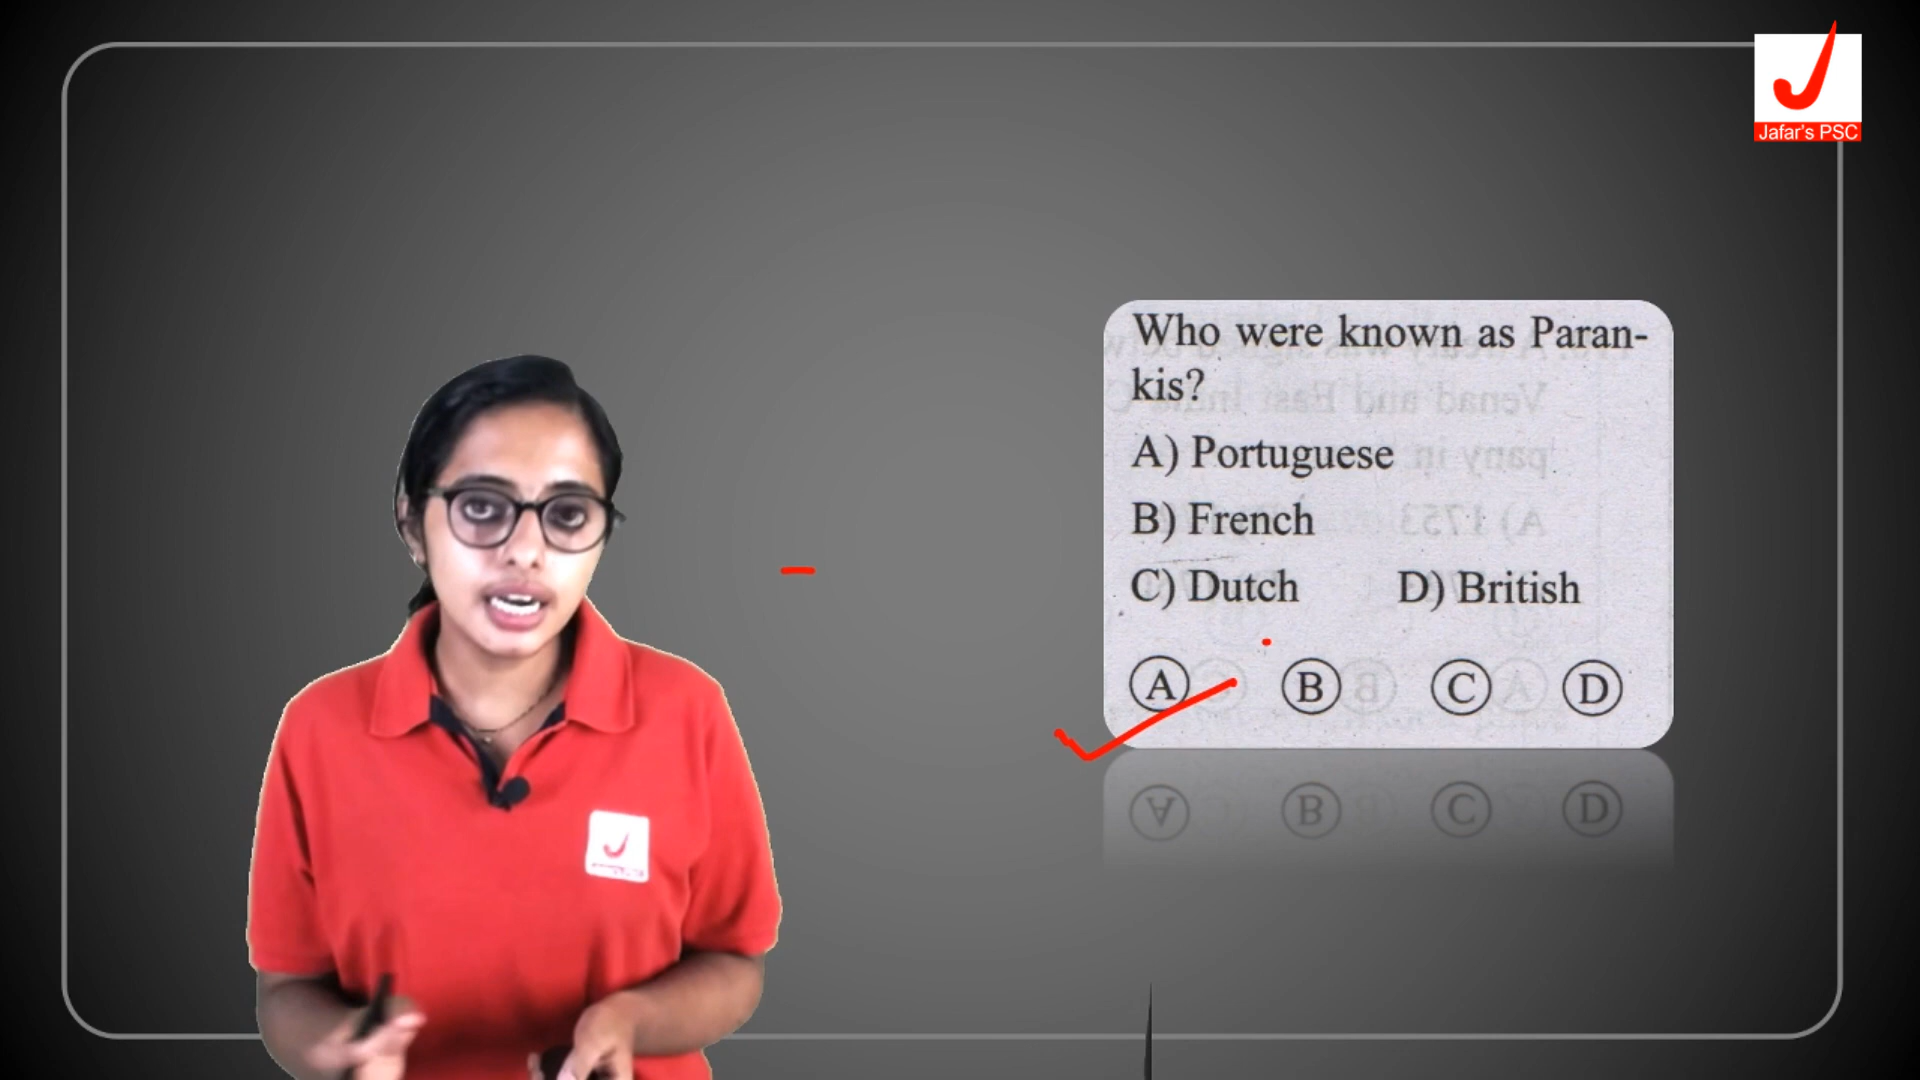 Jafar's PSC
Who were known as Paran-
kis?
A) Portuguese
B) French
C) Dutch D) British
A B C D